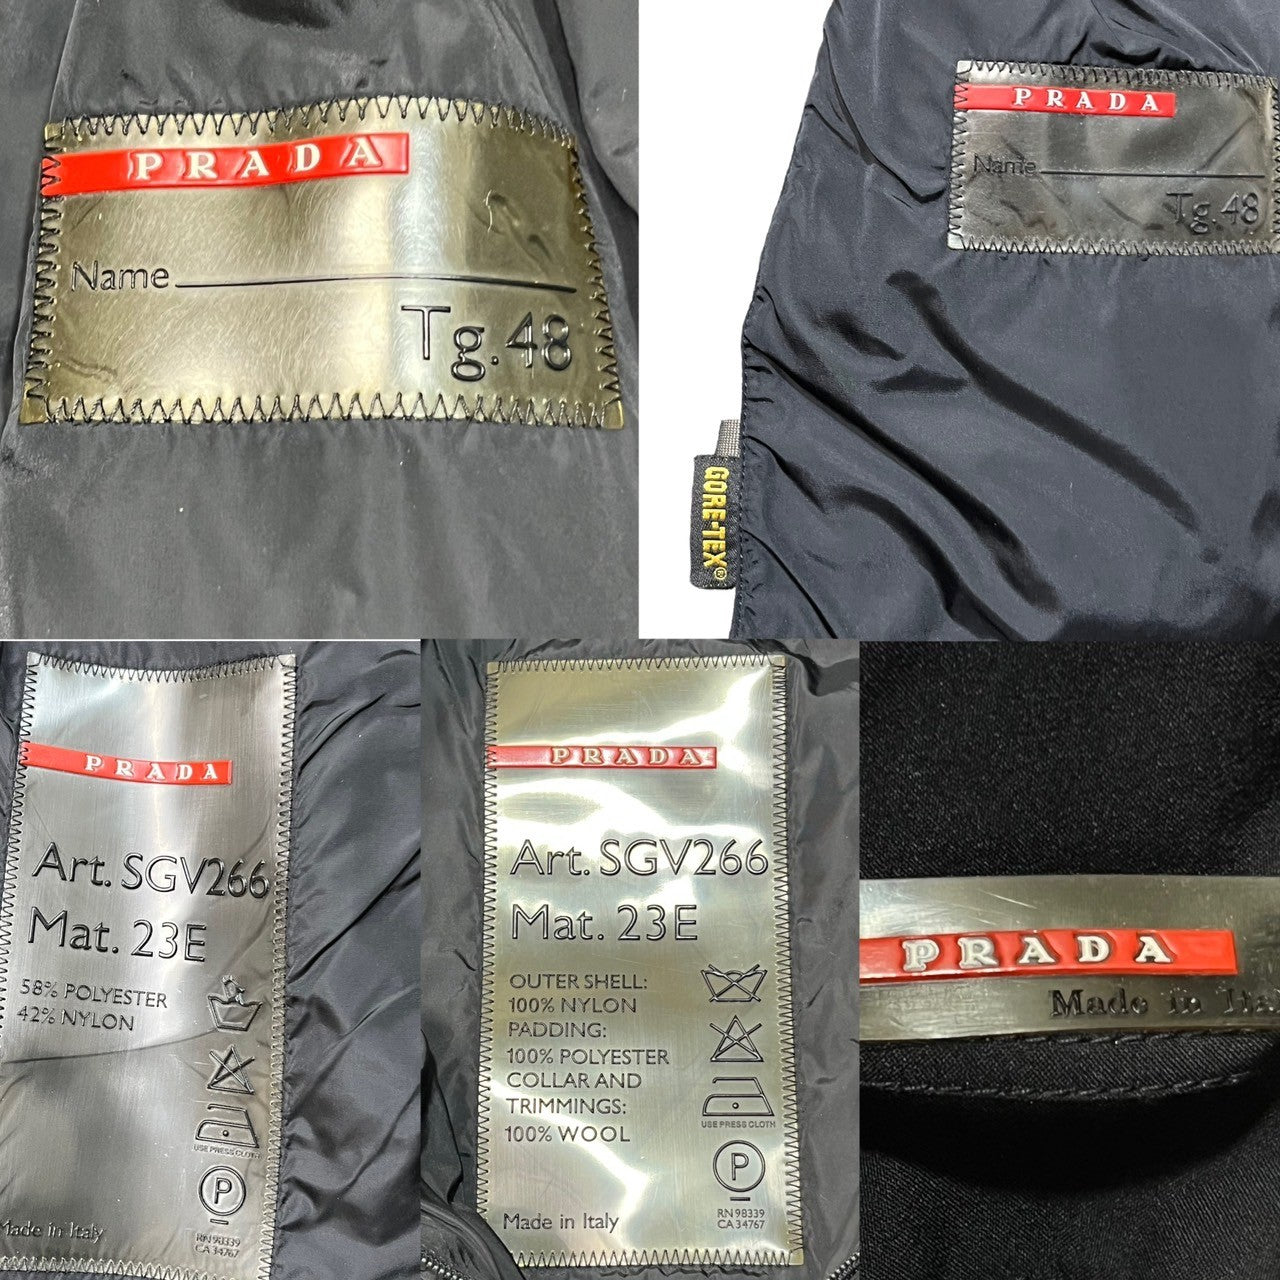 PRADA
Name
Tg.48
PRADA
Name
Tg.48
GORE-TEX®
PRADA
Art. SGV266
Mat. 23E
58% POLYESTER
42% NYLON
USE PRESS CLOTH
P
Made in Italy
RN 98339
CA 34767
PRADA
Art. SGV266
Mat. 23E
OUTER SHELL:
100% NYLON
PADDING:
100% POLYESTER
COLLAR AND
TRIMMINGS:
100% WOOL
USE PRESS CLOTH
P
Made in Italy
RN 98339
CA 34767
PRADA
Made in Ita